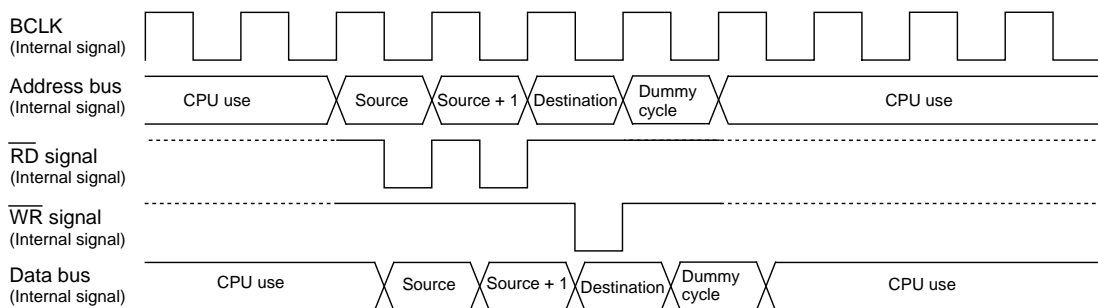 BCLK
(Internal signal)
Address bus
(Internal signal)
CPU use
Source
Source + 1
Destination
Dummy
cycle
CPU use
RD signal
(Internal signal)
WR signal
(Internal signal)
Data bus
(Internal signal)
CPU use
Source
Source + 1
Destination
Dummy
cycle
CPU use